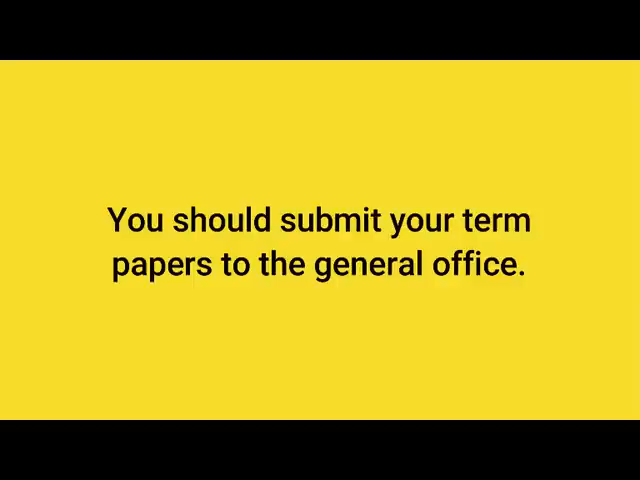 You should submit your term
papers to the general office.